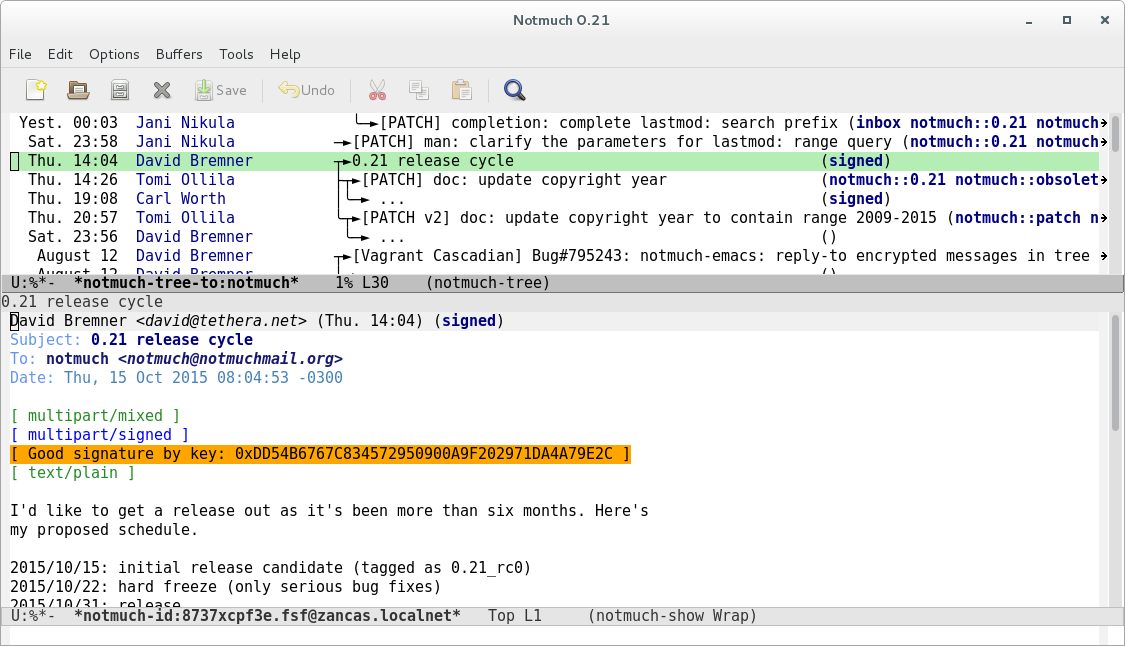 Notmuch 0.21
File Edit Options Buffers Tools Help
Save Undo
Yest. 00:03 Jani Nikula [PATCH] completion: complete lastmod: search prefix (inbox notmuch::0.21 notmuch
Sat. 23:58 Jani Nikula [PATCH] man: clarify the parameters for lastmod: range query (notmuch::0.21 notmuch
Thu. 14:04 David Bremner 0.21 release cycle (signed)
Thu. 14:26 Tomi Ollila [PATCH] doc: update copyright year (notmuch::0.21 notmuch::obsolet
Thu. 19:08 Carl Worth ... (signed)
Thu. 20:57 Tomi Ollila [PATCH v2] doc: update copyright year to contain range 2009-2015 (notmuch::patch n
Sat. 23:56 David Bremner ... ()
August 12 David Bremner [Vagrant Cascadian] Bug#795243: notmuch-emacs: reply-to encrypted messages in tree
August 12 David Bremner ()
U:%*- *notmuch-tree-to:notmuch* 1% L30 (notmuch-tree)
0.21 release cycle
David Bremner <david@tethera.net> (Thu. 14:04) (signed)
Subject: 0.21 release cycle
To: notmuch <notmuch@notmuchmail.org>
Date: Thu, 15 Oct 2015 08:04:53 -0300
[ multipart/mixed ]
[ multipart/signed ]
[ Good signature by key: 0xDD54B6767C834572950900A9F202971DA4A79E2C ]
[ text/plain ]
I'd like to get a release out as it's been more than six months. Here's
my proposed schedule.
2015/10/15: initial release candidate (tagged as 0.21_rc0)
2015/10/22: hard freeze (only serious bug fixes)
2015/10/31: release
U:%*- *notmuch-id:8737xcpf3e.fsf@zancas.localnet* Top L1 (notmuch-show Wrap)